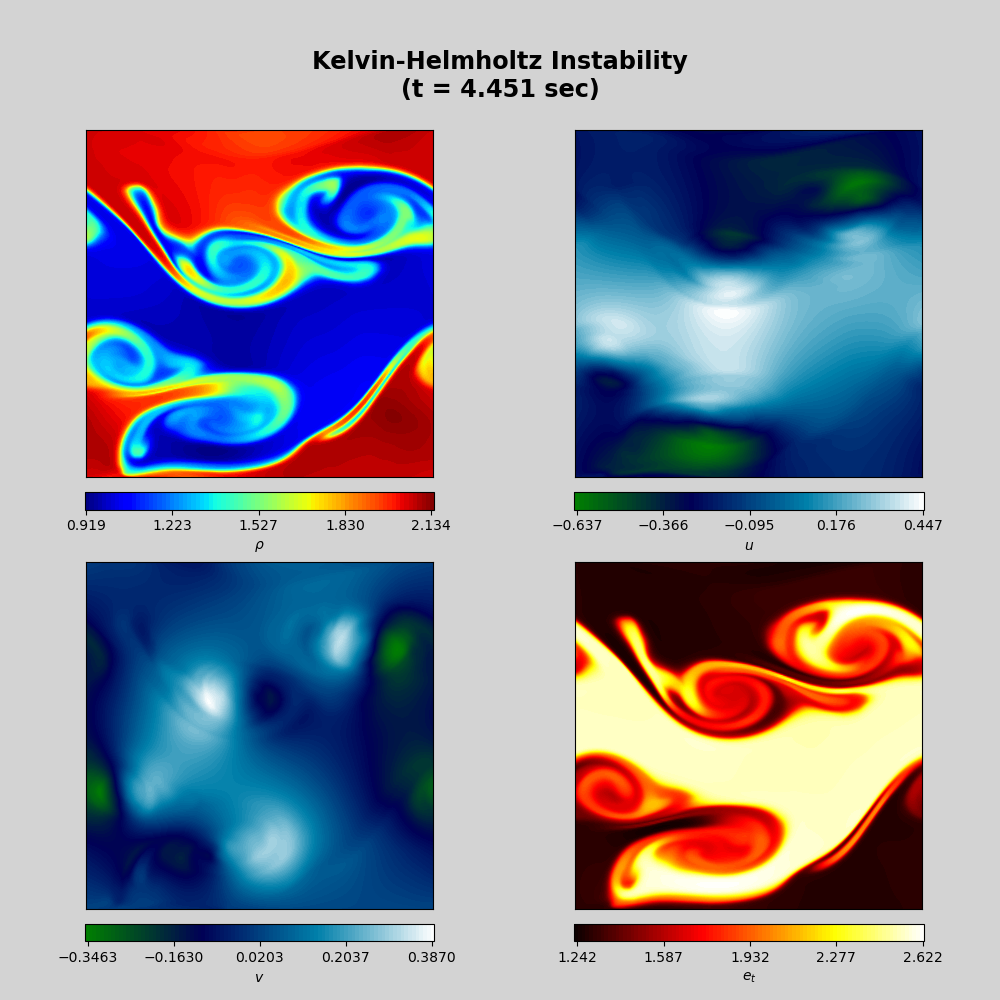 Kelvin-Helmholtz Instability
(t = 4.451 sec)
0.919 1.223 1.527 1.830 2.134
ρ
−0.637 −0.366 −0.095 0.176 0.447
u
−0.3463 −0.1630 0.0203 0.2037 0.3870
v
1.242 1.587 1.932 2.277 2.622
eₜ